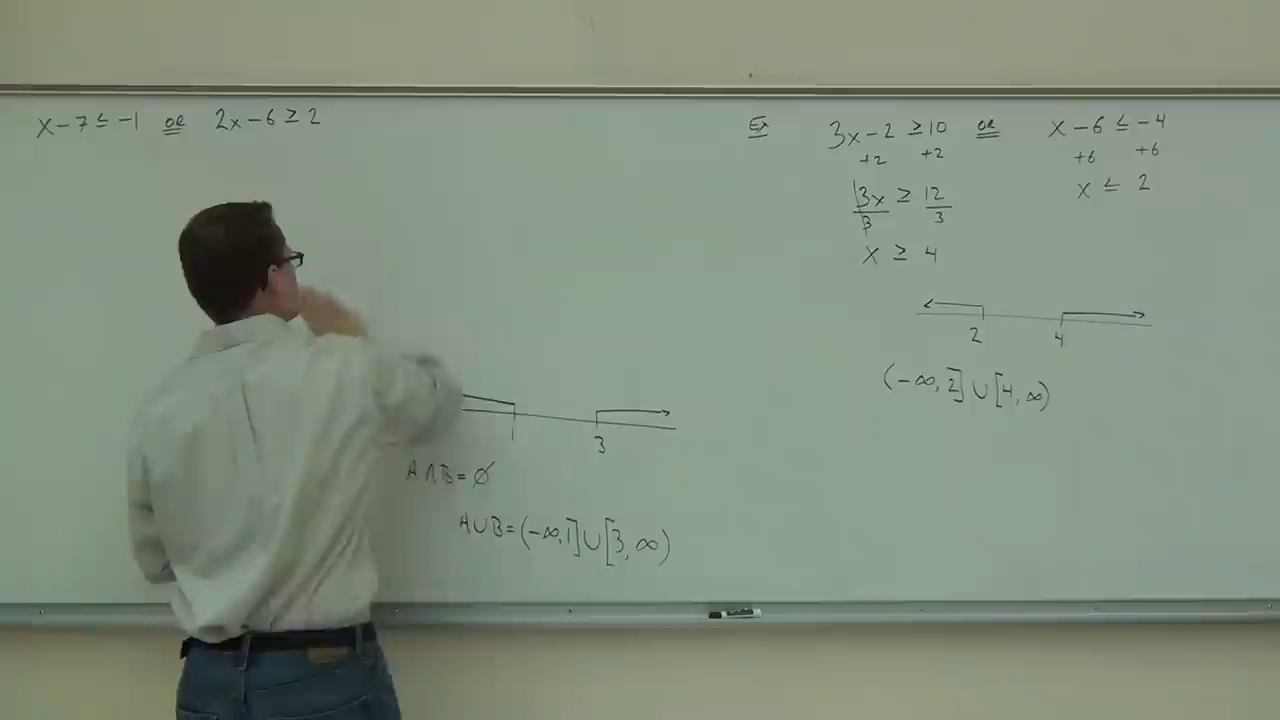 x - 7 ≤ -1 or 2x - 6 ≥ 2
1 3
A ∩ B = ∅
A ∪ B = (-∞, 1] ∪ [3, ∞)
Ex 3x - 2 ≥ 10 or x - 6 ≤ -4
+2 +2 +6 +6
3x ≥ 12 x ≤ 2
3 3
x ≥ 4
2 4
(-∞, 2] ∪ [4, ∞)